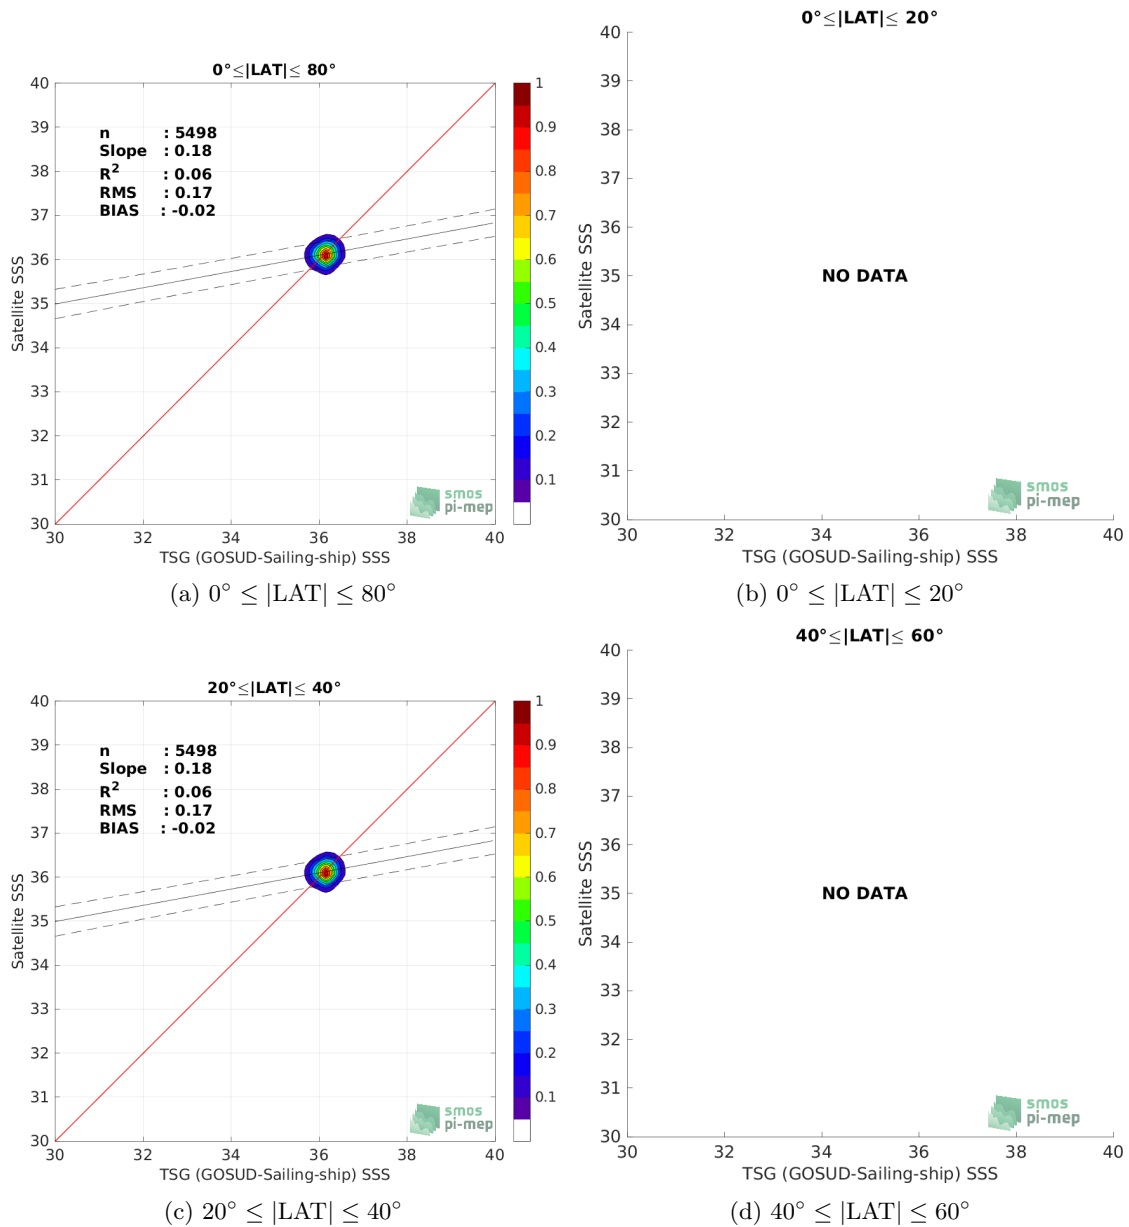 0°≤|LAT|≤ 80°
40
39
38
37
36
35
34
33
32
31
30
n : 5498
Slope : 0.18
R² : 0.06
RMS : 0.17
BIAS : -0.02
Satellite SSS
30 32 34 36 38 40
TSG (GOSUD-Sailing-ship) SSS
1
0.9
0.8
0.7
0.6
0.5
0.4
0.3
0.2
0.1
smos
pi-mep
(a) 0° ≤ |LAT| ≤ 80°
0°≤|LAT|≤ 20°
40
39
38
37
36
35
34
33
32
31
30
Satellite SSS
NO DATA
30 32 34 36 38 40
TSG (GOSUD-Sailing-ship) SSS
smos
pi-mep
(b) 0° ≤ |LAT| ≤ 20°
20°≤|LAT|≤ 40°
40
39
38
37
36
35
34
33
32
31
30
n : 5498
Slope : 0.18
R² : 0.06
RMS : 0.17
BIAS : -0.02
Satellite SSS
30 32 34 36 38 40
TSG (GOSUD-Sailing-ship) SSS
1
0.9
0.8
0.7
0.6
0.5
0.4
0.3
0.2
0.1
smos
pi-mep
(c) 20° ≤ |LAT| ≤ 40°
40°≤|LAT|≤ 60°
40
39
38
37
36
35
34
33
32
31
30
Satellite SSS
NO DATA
30 32 34 36 38 40
TSG (GOSUD-Sailing-ship) SSS
smos
pi-mep
(d) 40° ≤ |LAT| ≤ 60°